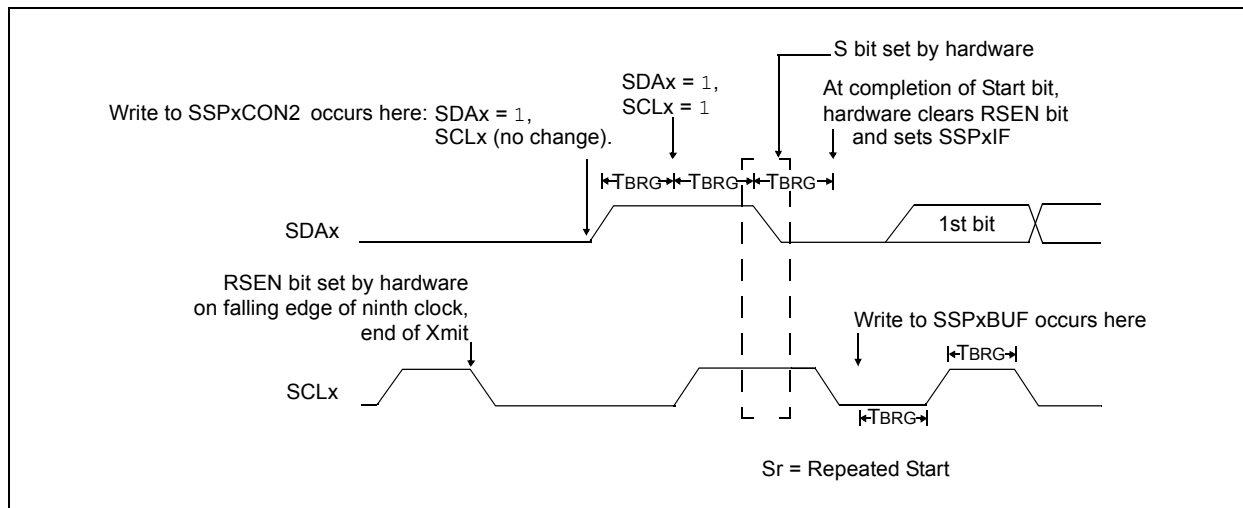 S bit set by hardware
SDAx = 1,
SCLx = 1
At completion of Start bit,
hardware clears RSEN bit
and sets SSPxIF
Write to SSPxCON2 occurs here: SDAx = 1,
SCLx (no change).
TBRG
TBRG
TBRG
SDAx
1st bit
RSEN bit set by hardware
on falling edge of ninth clock,
end of Xmit
Write to SSPxBUF occurs here
TBRG
SCLx
TBRG
Sr = Repeated Start